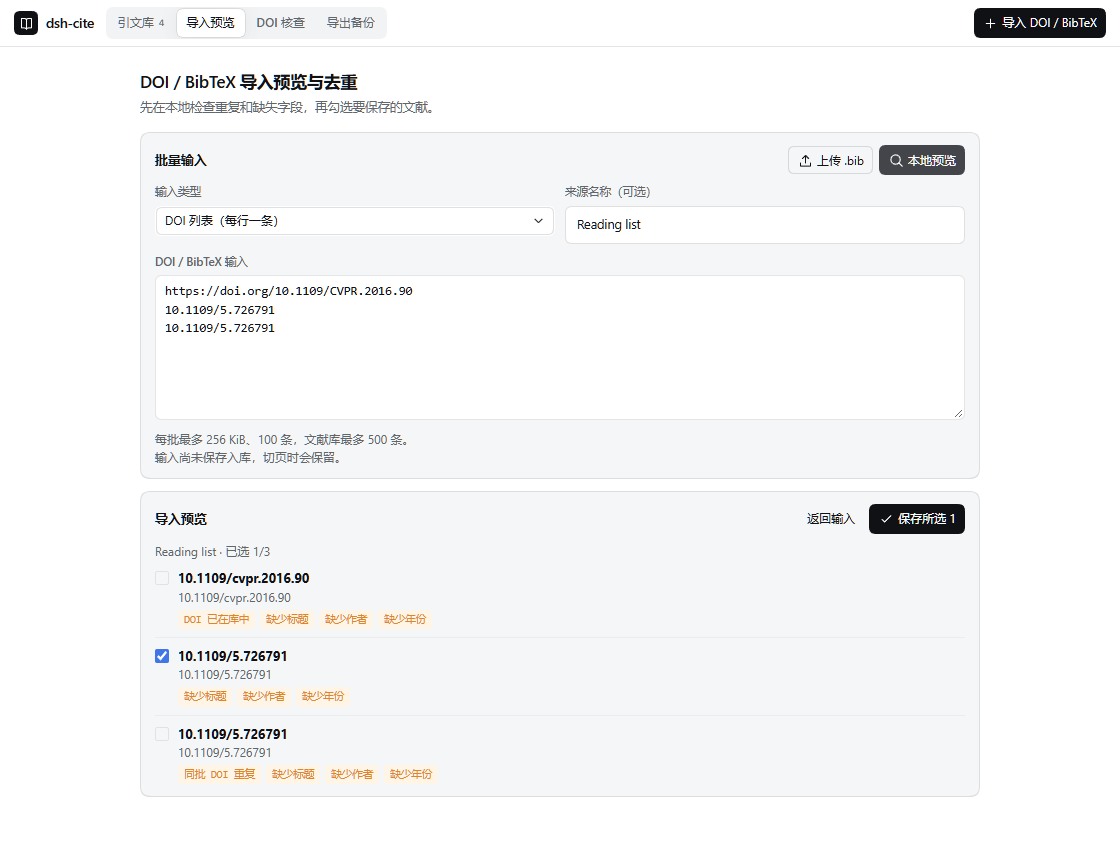 dsh-cite 引文库 4 导入预览 DOI 核查 导出备份 导入 DOI / BibTeX
DOI / BibTeX 导入预览与去重
先在本地检查重复和缺失字段，再勾选要保存的文献。
批量输入 上传 .bib 本地预览
输入类型 来源名称（可选）
DOI 列表（每行一条） Reading list
DOI / BibTeX 输入
https://doi.org/10.1109/CVPR.2016.90
10.1109/5.726791
10.1109/5.726791
每批最多 256 KiB、100 条，文献库最多 500 条。
输入尚未保存入库，切页时会保留。
导入预览 返回输入 保存所选 1
Reading list · 已选 1/3
10.1109/cvpr.2016.90
10.1109/cvpr.2016.90
DOI 已在库中 缺少标题 缺少作者 缺少年份
10.1109/5.726791
10.1109/5.726791
缺少标题 缺少作者 缺少年份
10.1109/5.726791
10.1109/5.726791
同批 DOI 重复 缺少标题 缺少作者 缺少年份